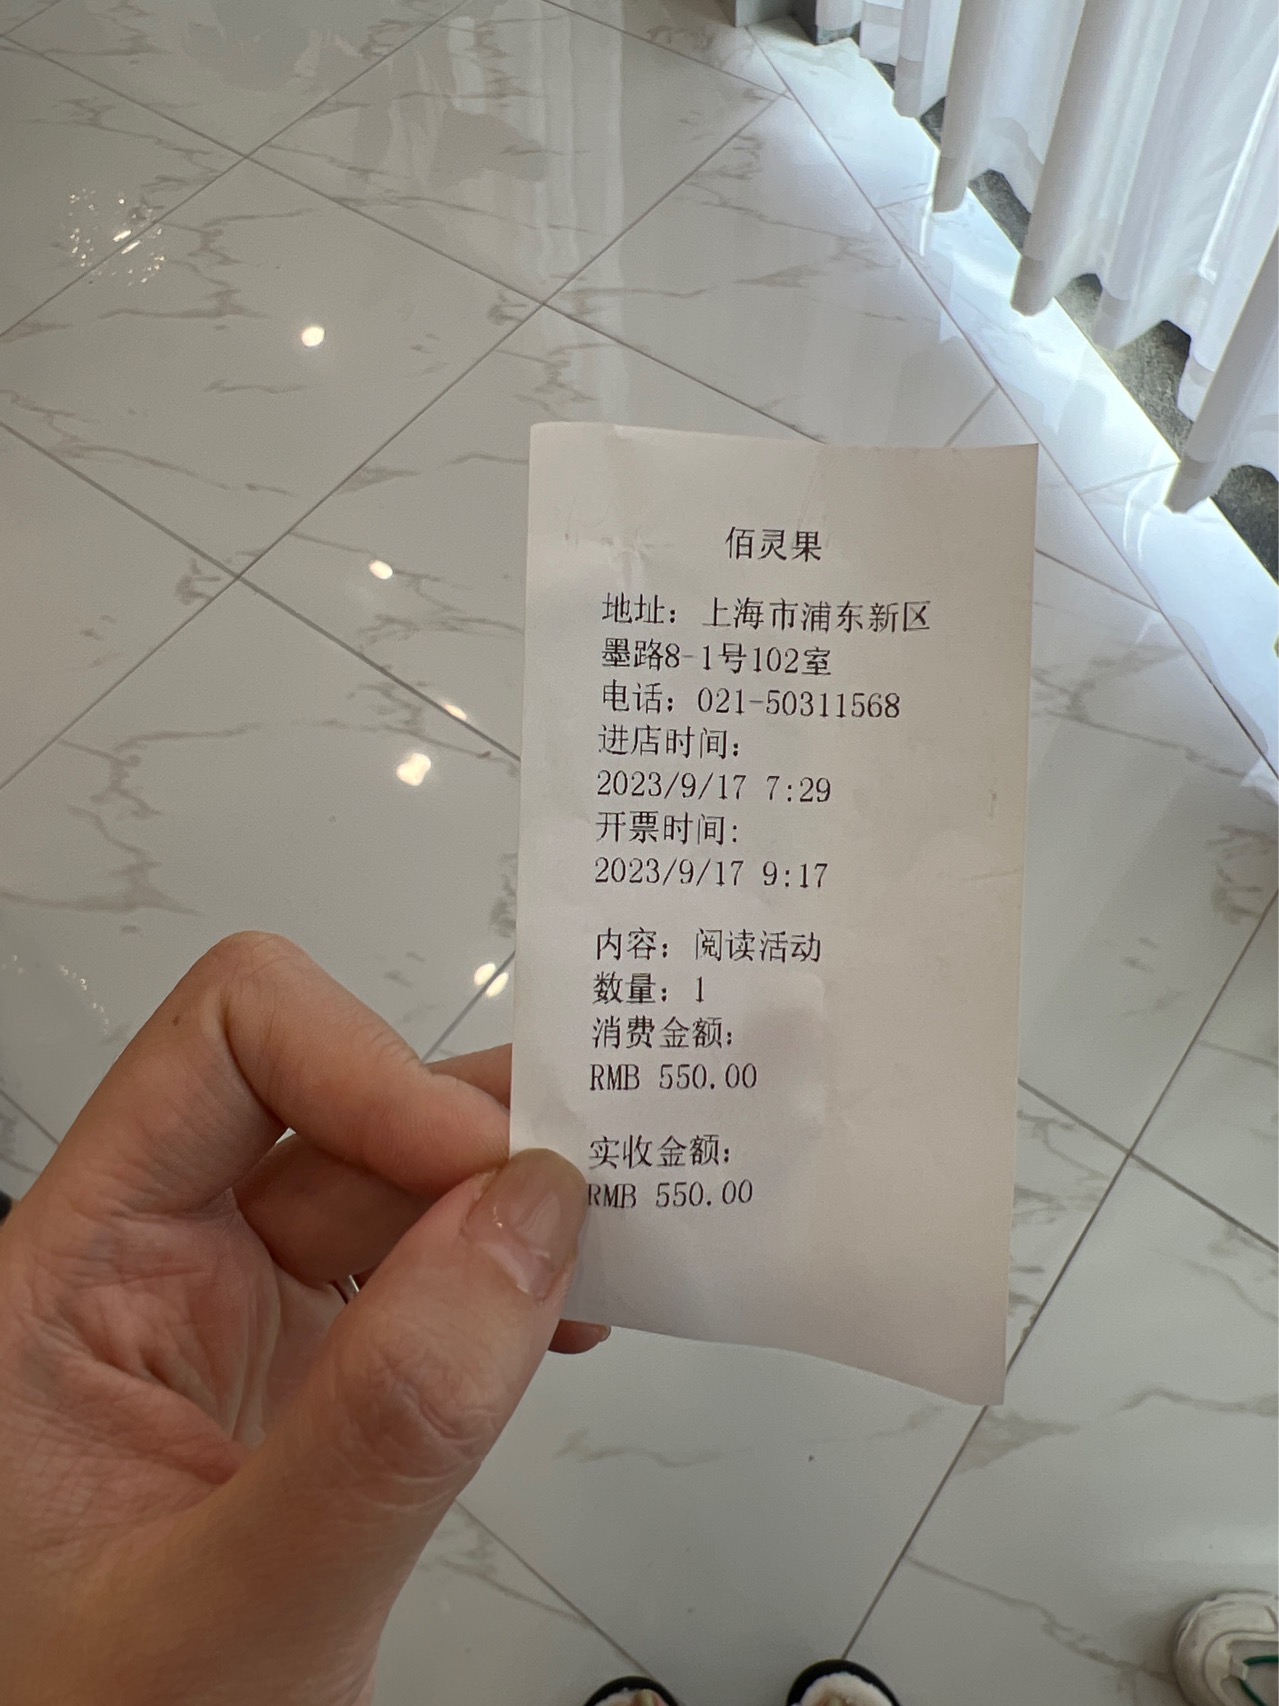 佰灵果
地址：上海市浦东新区
墨路8-1号102室
电话：021-50311568
进店时间：
2023/9/17 7:29
开票时间：
2023/9/17 9:17
内容：阅读活动
数量：1
消费金额：
RMB 550.00
实收金额：
RMB 550.00